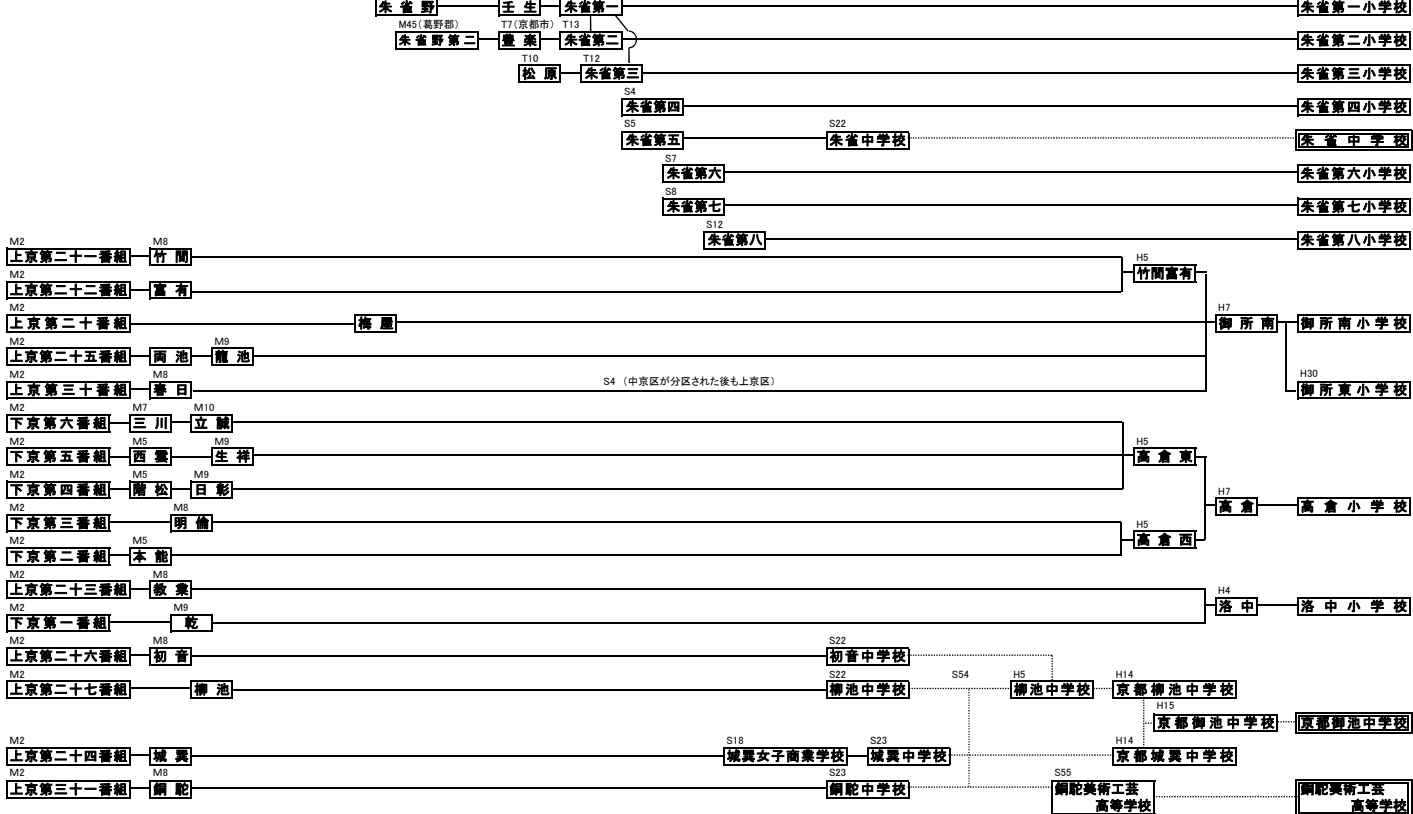 朱雀野 壬生 朱雀第一 朱雀第一小学校
M45（葛野郡） T7（京都市） T13
朱雀野第二 豊楽 朱雀第二 朱雀第二小学校
T10 T12
松原 朱雀第三 朱雀第三小学校
S4
朱雀第四 朱雀第四小学校
S5 S22
朱雀第五 朱雀中学校 朱雀中学校
S7
朱雀第六 朱雀第六小学校
S8
朱雀第七 朱雀第七小学校
S12
朱雀第八 朱雀第八小学校
M2 M8
上京第二十一番組 竹間
H5
竹間富有
M2
上京第二十二番組 富有
M2 H7
上京第二十番組 梅屋 御所南 御所南小学校
M2 M9
上京第二十五番組 両池 龍池
M2 M8 S4 （中京区が分区された後も上京区） H30
上京第三十番組 春日 御所東小学校
M2 M7 M10
下京第六番組 三川 立誠
M2 M5 M9 H5
下京第五番組 西雲 生祥 高倉東
M2 M5 M9
下京第四番組 階松 日彰
H7
高倉 高倉小学校
M2 M8
下京第三番組 明倫
H5
高倉西
M2 M5
下京第二番組 本能
M2 M8
上京第二十三番組 教業
H4
洛中 洛中小学校
M2 M9
下京第一番組 乾
M2 M8 S22
上京第二十六番組 初音 初音中学校
M2 S22 S54 H5 H14
上京第二十七番組 柳池 柳池中学校 柳池中学校 京都柳池中学校
H15
京都御池中学校 京都御池中学校
M2 S18 S23 H14
上京第二十四番組 城巽 城巽女子商業学校 城巽中学校 京都城巽中学校
M2 M8 S23 S55
上京第三十一番組 銅駝 銅駝中学校 銅駝美術工芸 銅駝美術工芸
高等学校 高等学校